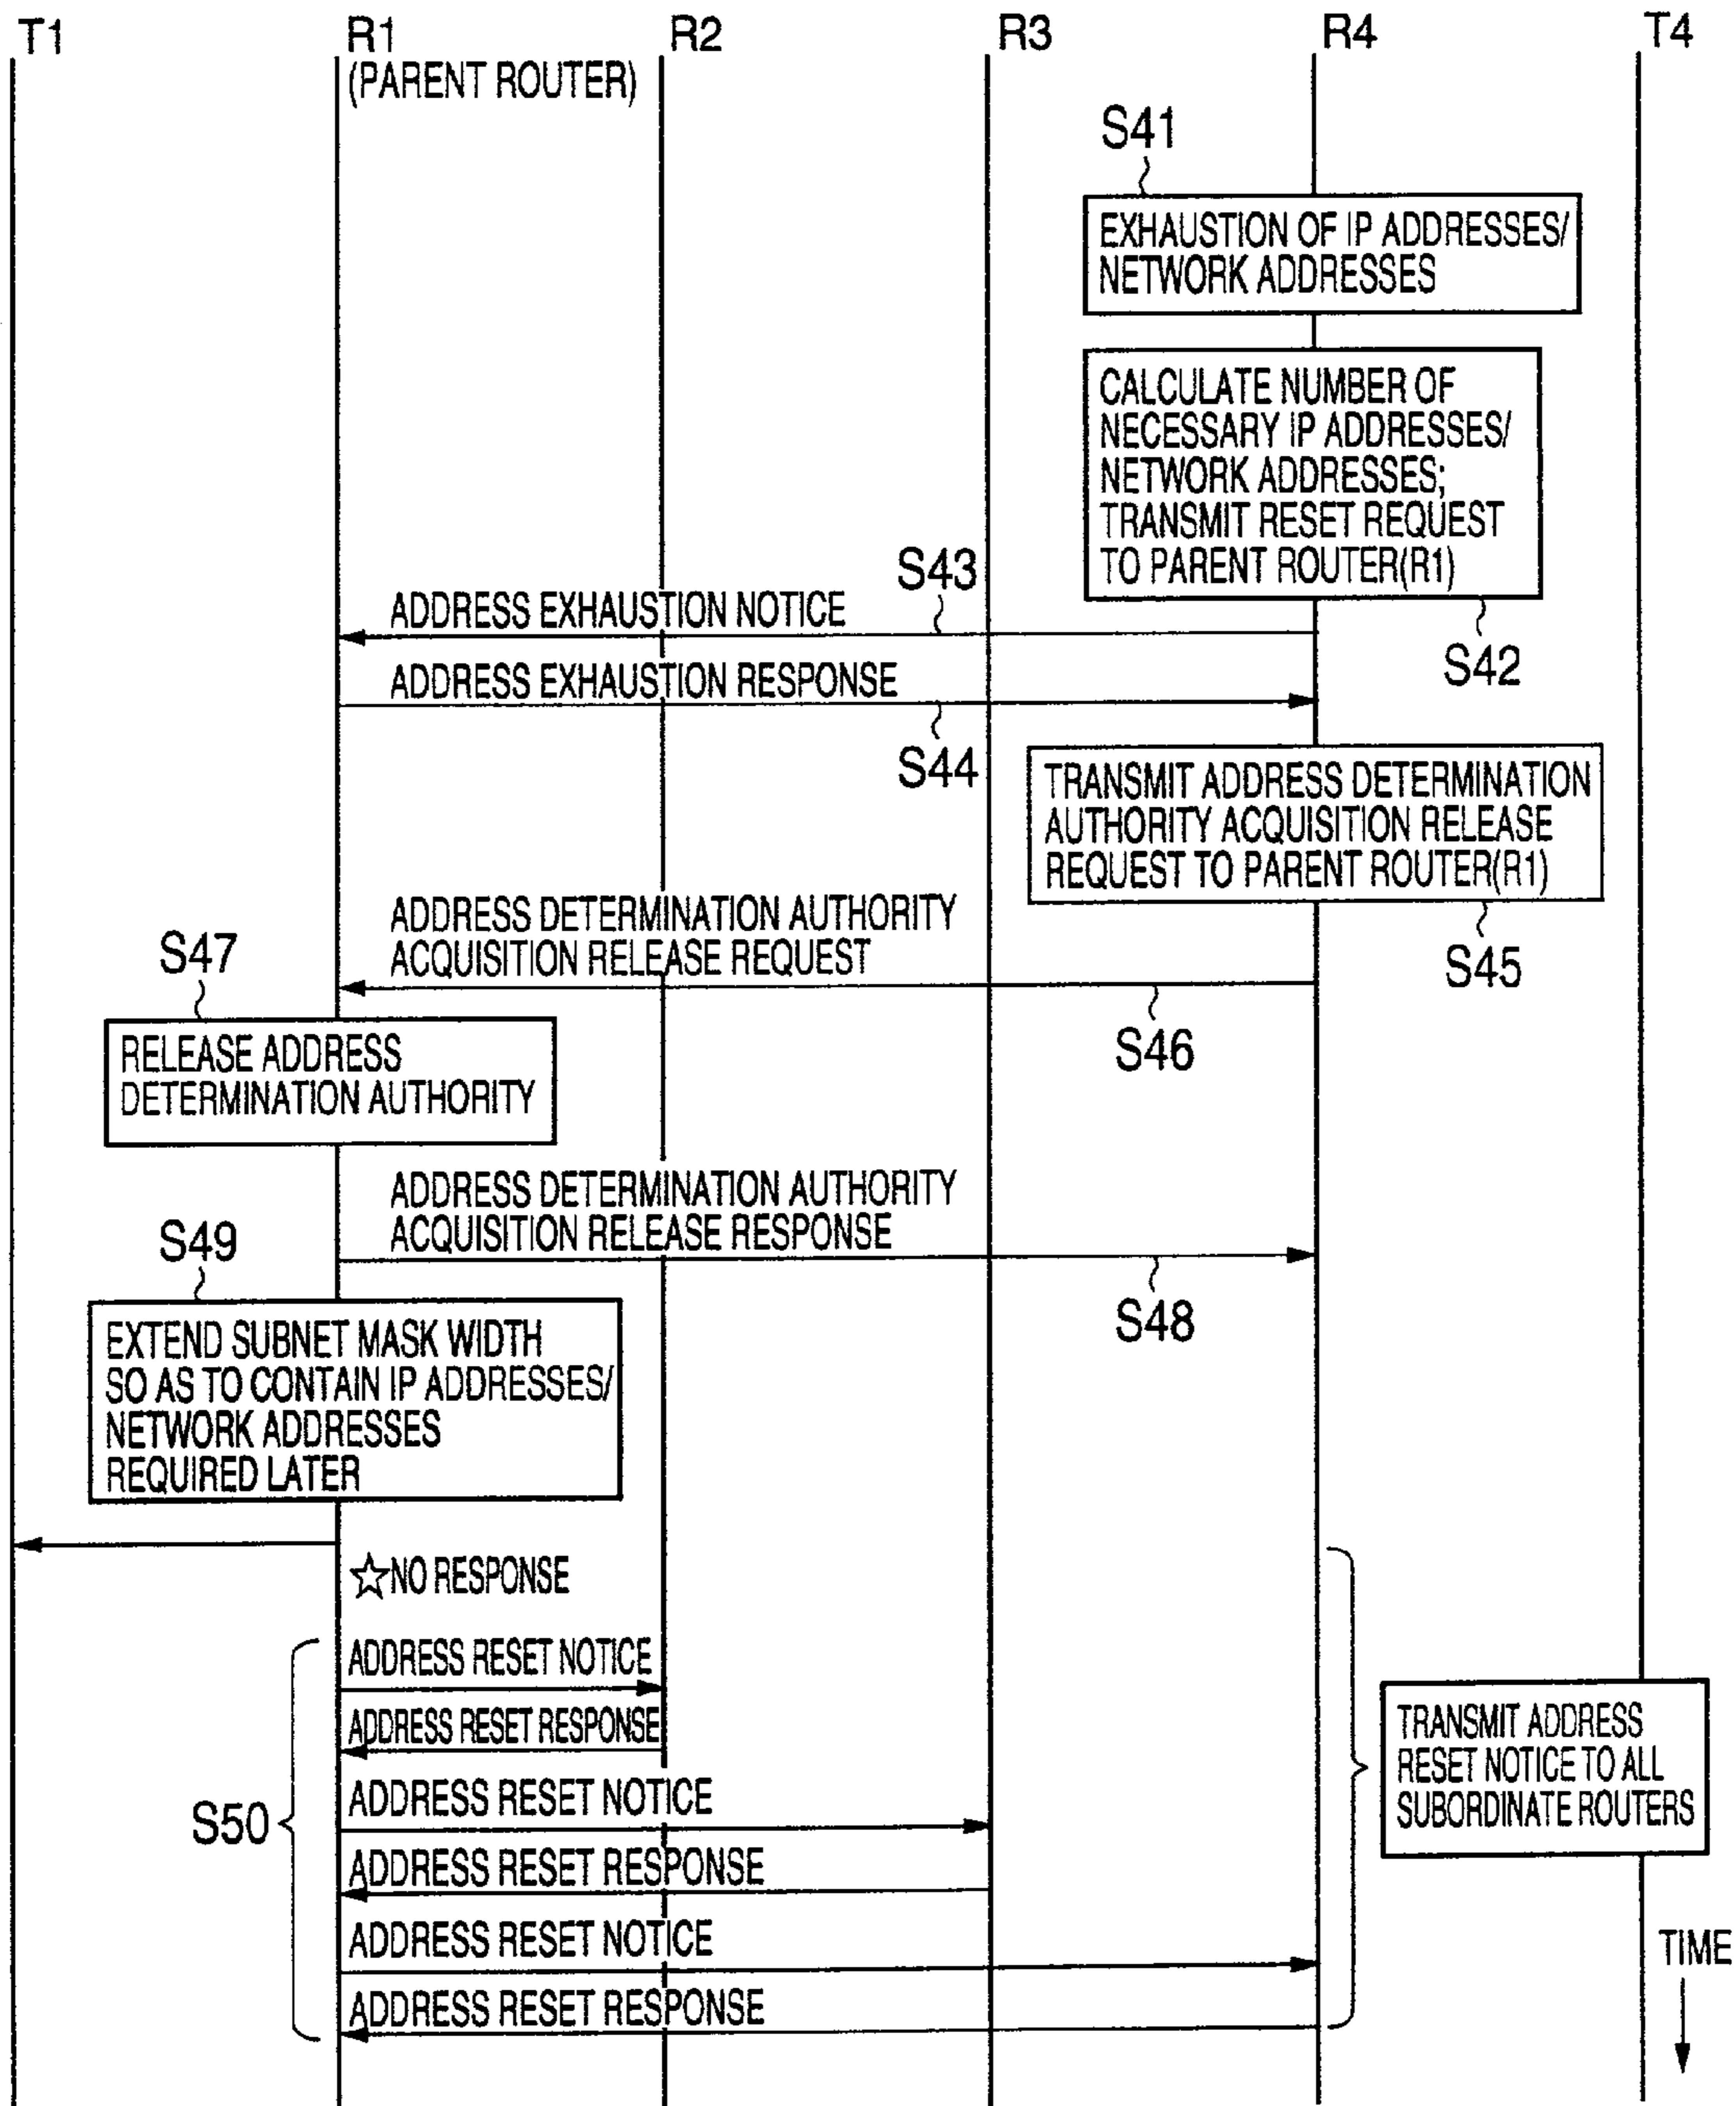 T1
R1
(PARENT ROUTER)
R2
R3
R4
T4
S41
EXHAUSTION OF IP ADDRESSES/
NETWORK ADDRESSES
CALCULATE NUMBER OF
NECESSARY IP ADDRESSES/
NETWORK ADDRESSES;
TRANSMIT RESET REQUEST
TO PARENT ROUTER(R1)
S42
S43
ADDRESS EXHAUSTION NOTICE
ADDRESS EXHAUSTION RESPONSE
S44
TRANSMIT ADDRESS DETERMINATION
AUTHORITY ACQUISITION RELEASE
REQUEST TO PARENT ROUTER(R1)
S45
ADDRESS DETERMINATION AUTHORITY
ACQUISITION RELEASE REQUEST
S46
S47
RELEASE ADDRESS
DETERMINATION AUTHORITY
ADDRESS DETERMINATION AUTHORITY
ACQUISITION RELEASE RESPONSE
S48
S49
EXTEND SUBNET MASK WIDTH
SO AS TO CONTAIN IP ADDRESSES/
NETWORK ADDRESSES
REQUIRED LATER
☆NO RESPONSE
ADDRESS RESET NOTICE
ADDRESS RESET RESPONSE
ADDRESS RESET NOTICE
S50
ADDRESS RESET RESPONSE
ADDRESS RESET NOTICE
ADDRESS RESET RESPONSE
TRANSMIT ADDRESS
RESET NOTICE TO ALL
SUBORDINATE ROUTERS
TIME